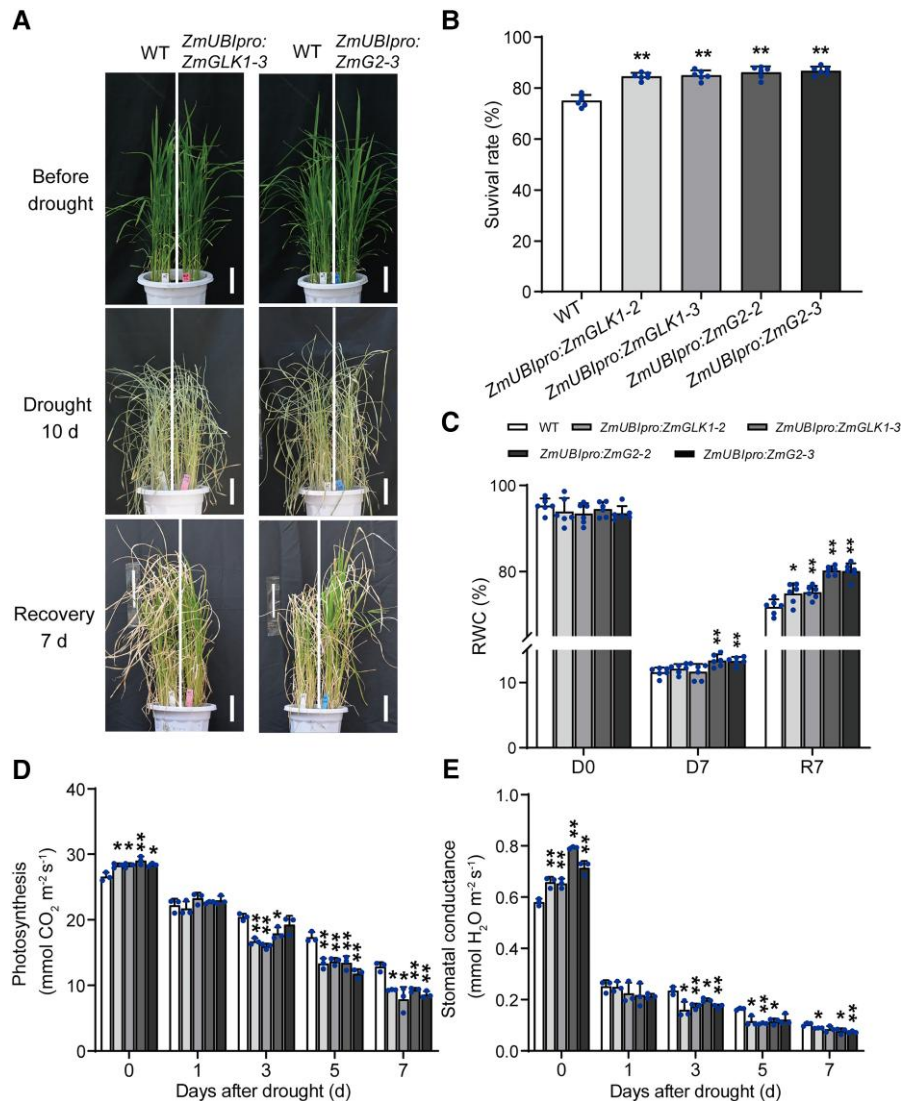 A
WT
ZmUBIpro:
ZmGLK1-3
WT
ZmUBIpro:
ZmG2-3
Before
drought
Drought
10 d
Recovery
7 d
B
Suvival rate (%)
100
80
60
40
20
0
** ** ** **
WT
ZmUBIpro:ZmGLK1-2
ZmUBIpro:ZmGLK1-3
ZmUBIpro:ZmG2-2
ZmUBIpro:ZmG2-3
C
WT ZmUBIpro:ZmGLK1-2 ZmUBIpro:ZmGLK1-3
ZmUBIpro:ZmG2-2 ZmUBIpro:ZmG2-3
RWC (%)
100
80
10
0
** **
* ** ** **
D0 D7 R7
D
Photosynthesis
(mmol CO₂ m⁻² s⁻¹)
40
30
20
10
0
* * ** *
** ** *
** ** ** **
* * ** **
0 1 3 5 7
Days after drought (d)
E
Stomatal conductance
(mmol H₂O m⁻² s⁻¹)
1.0
0.8
0.6
0.4
0.2
0.0
** ** ** **
* ** * **
* ** *
* * **
0 1 3 5 7
Days after drought (d)